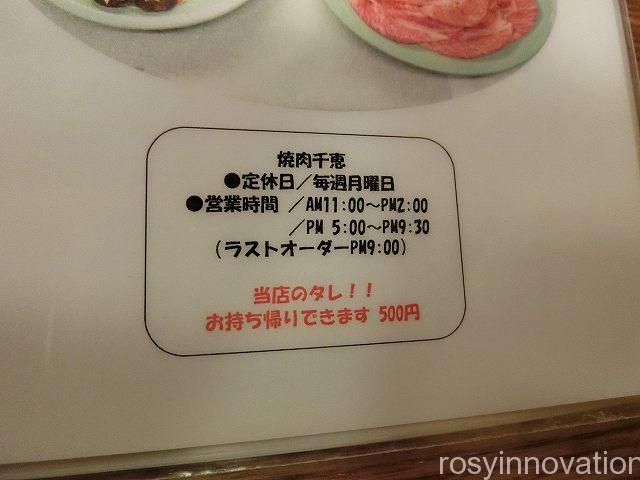 焼肉千恵
●定休日／毎週月曜日
●営業時間 ／AM11:00～PM2:00
／PM 5:00～PM9:30
(ラストオーダーPM9:00)
当店のタレ！！
お持ち帰りできます 500円
rosyinnovation